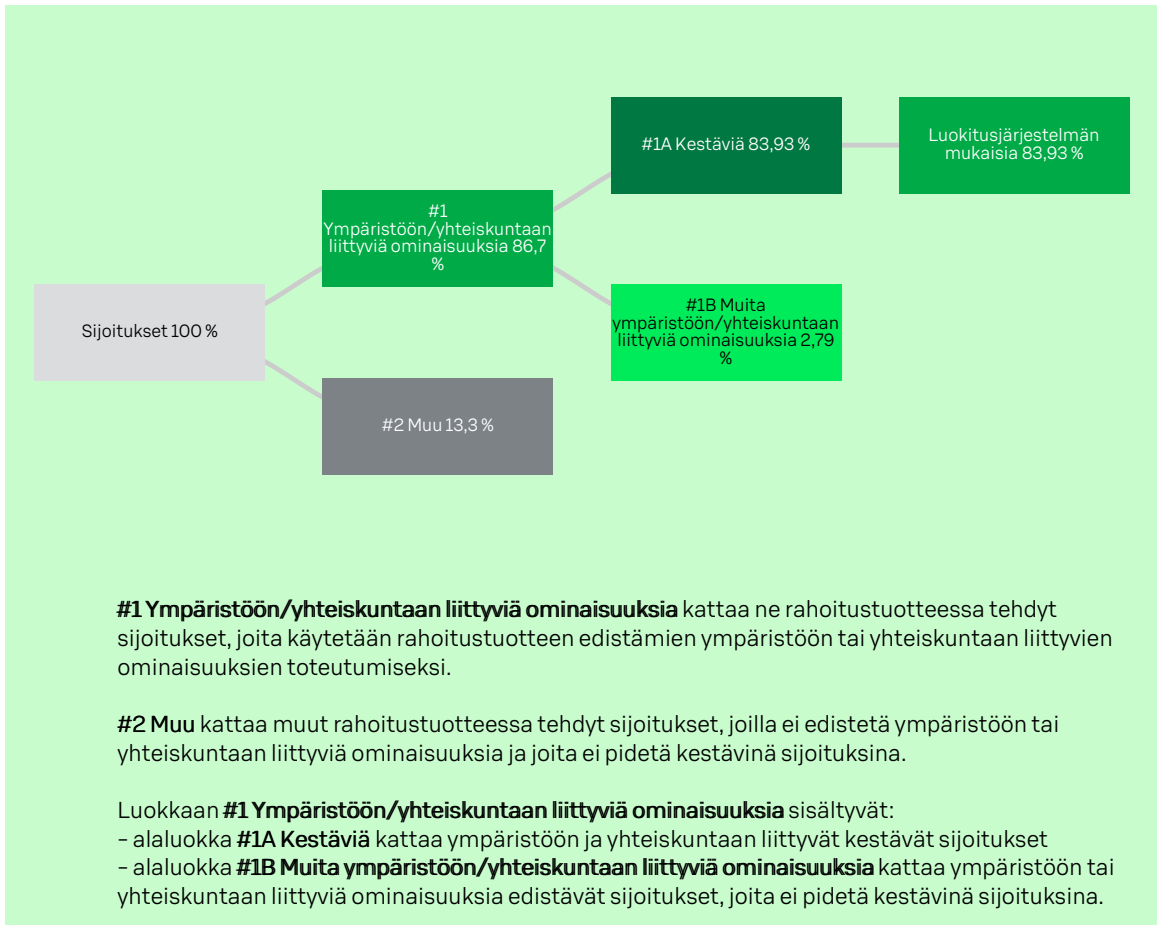 #1A Kestäviä 83,93 %
Luokitusjärjestelmän
mukaisia 83,93 %
#1
Ympäristöön/yhteiskuntaan
liittyviä ominaisuuksia 86,7
%
Sijoitukset 100 %
#1B Muita
ympäristöön/yhteiskuntaan
liittyviä ominaisuuksia 2,79
%
#2 Muu 13,3 %
#1 Ympäristöön/yhteiskuntaan liittyviä ominaisuuksia kattaa ne rahoitustuotteessa tehdyt
sijoitukset, joita käytetään rahoitustuotteen edistämien ympäristöön tai yhteiskuntaan liittyvien
ominaisuuksien toteutumiseksi.
#2 Muu kattaa muut rahoitustuotteessa tehdyt sijoitukset, joilla ei edistetä ympäristöön tai
yhteiskuntaan liittyviä ominaisuuksia ja joita ei pidetä kestävinä sijoituksina.
Luokkaan #1 Ympäristöön/yhteiskuntaan liittyviä ominaisuuksia sisältyvät:
- alaluokka #1A Kestäviä kattaa ympäristöön ja yhteiskuntaan liittyvät kestävät sijoitukset
- alaluokka #1B Muita ympäristöön/yhteiskuntaan liittyviä ominaisuuksia kattaa ympäristöön tai
yhteiskuntaan liittyviä ominaisuuksia edistävät sijoitukset, joita ei pidetä kestävinä sijoituksina.